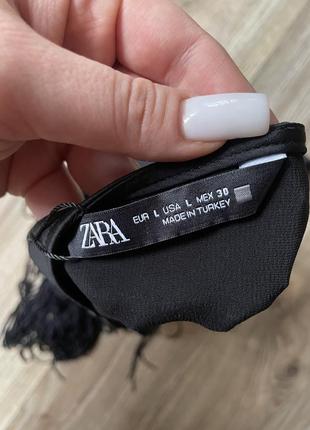 ZARA
EUR L USA L MEX 30
MADE IN TURKEY